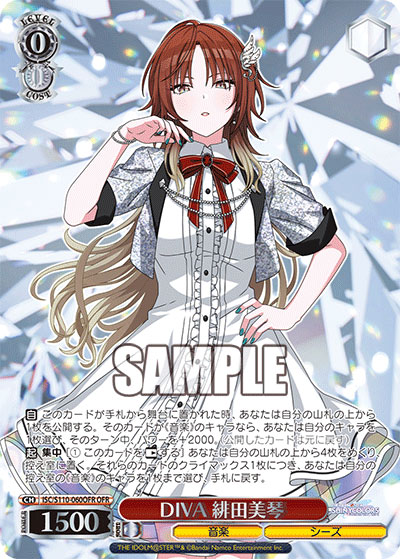 LEVEL
0
0
COST
SAMPLE
自 このカードが手札から舞台に置かれた時、あなたは自分の山札の上から
1枚を公開する。そのカードが《音楽》のキャラなら、あなたは自分のキャラを
1枚選び、そのターン中、パワーを+2000。(公開したカードは元に戻す)
起 集中 [① このカードを する] あなたは自分の山札の上から4枚をめくり、
控え室に置く。それらのカードのクライマックス1枚につき、あなたは自分の
控え室の《音楽》のキャラを1枚まで選び、手札に戻す。
CH ISC/S110-060OFR OFR
SHINYCOLORS
POWER
1500
DIVA 緋田美琴
音楽 シーズ
THE IDOLM@STER™& ©Bandai Namco Entertainment Inc.